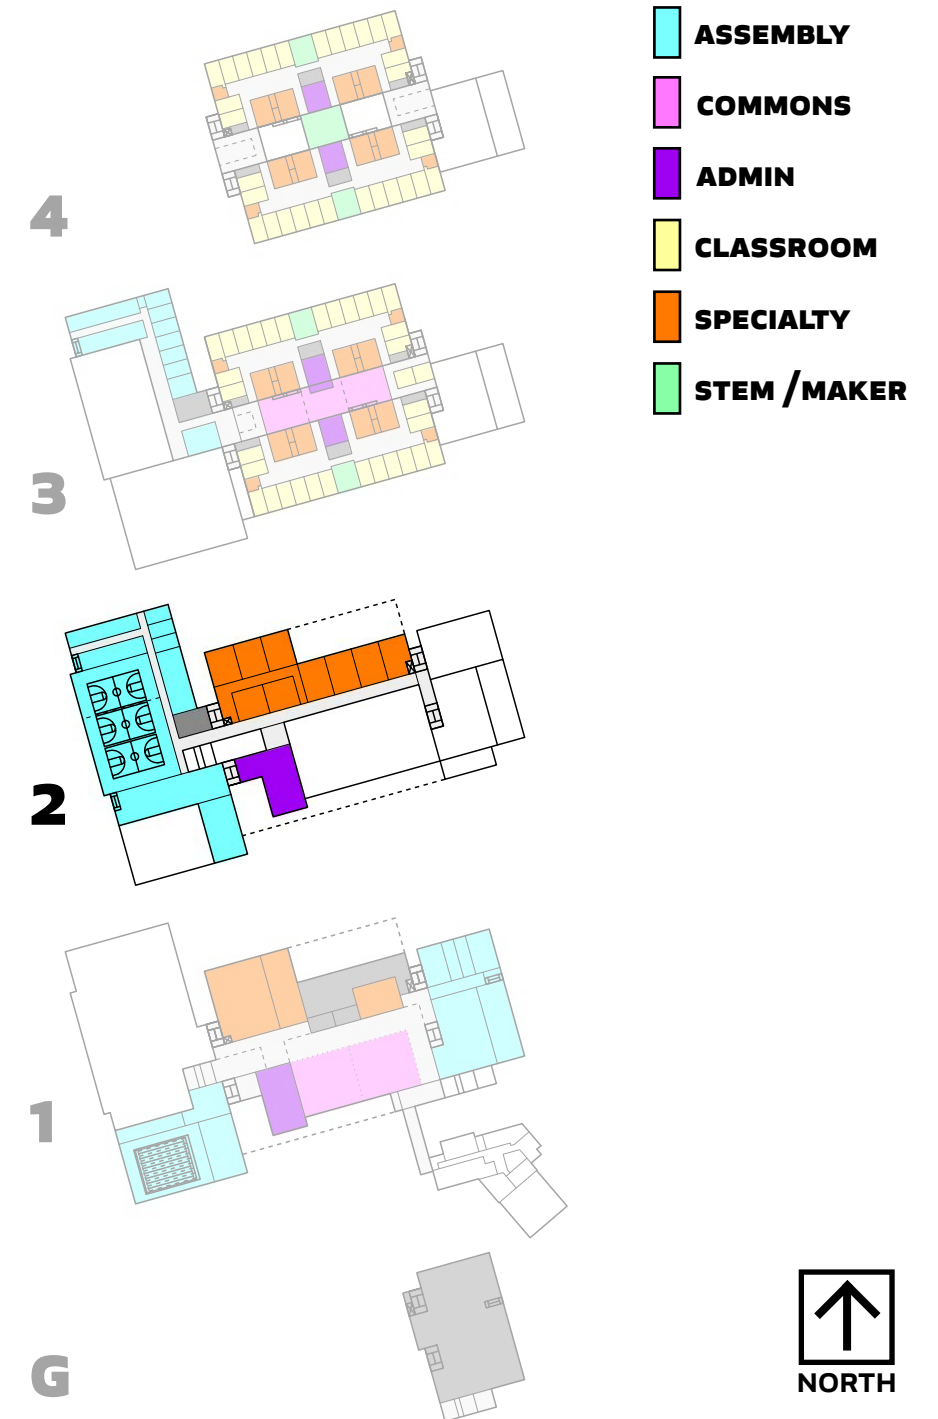 ASSEMBLY
COMMONS
ADMIN
CLASSROOM
SPECIALTY
STEM /MAKER
4
3
2
1
G
NORTH